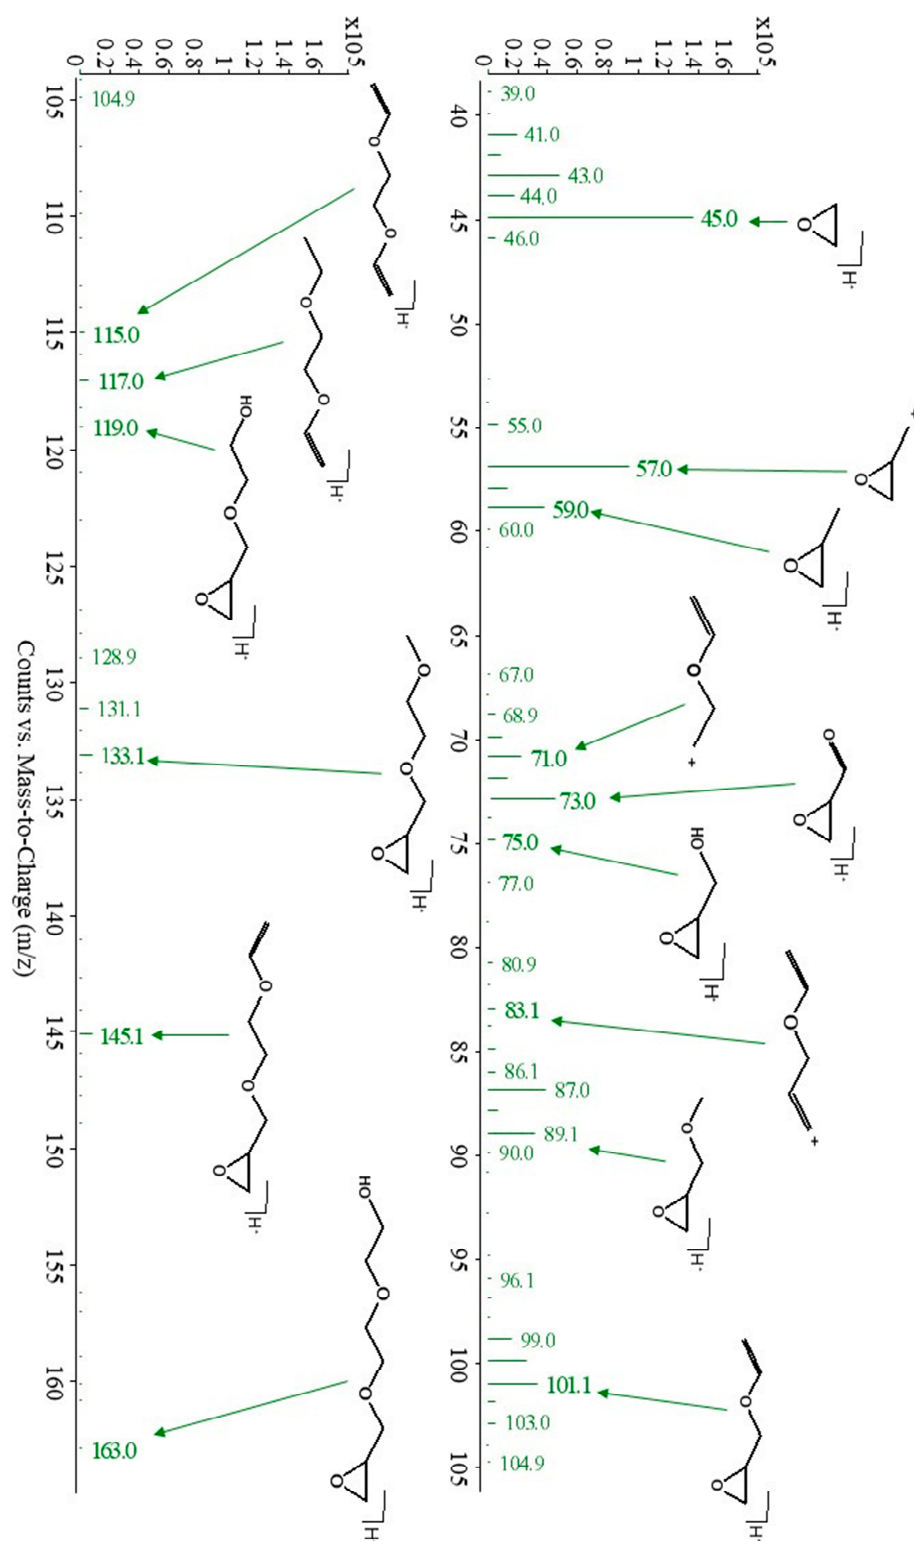 x10⁵
1.6
1.4
1.2
1
0.8
0.6
0.4
0.2
0
39.0
41.0
43.0
44.0
45.0
46.0
55.0
57.0
59.0
60.0
67.0
68.9
71.0
73.0
75.0
77.0
80.9
83.1
86.1
87.0
89.1
90.0
96.1
99.0
101.1
103.0
104.9
O
H⁺
O
+
O
H⁺
O
+
O
O
H⁺
HO
O
H⁺
O
+
O
O
H⁺
O
O
H⁺
40 45 50 55 60 65 70 75 80 85 90 95 100 105
x10⁵
1.6
1.4
1.2
1
0.8
0.6
0.4
0.2
0
104.9
115.0
117.0
119.0
128.9
131.1
133.1
145.1
163.0
O
O
H⁺
O
O
H⁺
HO
O
O
H⁺
O
O
O
H⁺
O
O
O
H⁺
HO
O
O
O
H
105 110 115 120 125 130 135 140 145 150 155 160
Counts vs. Mass-to-Charge (m/z)